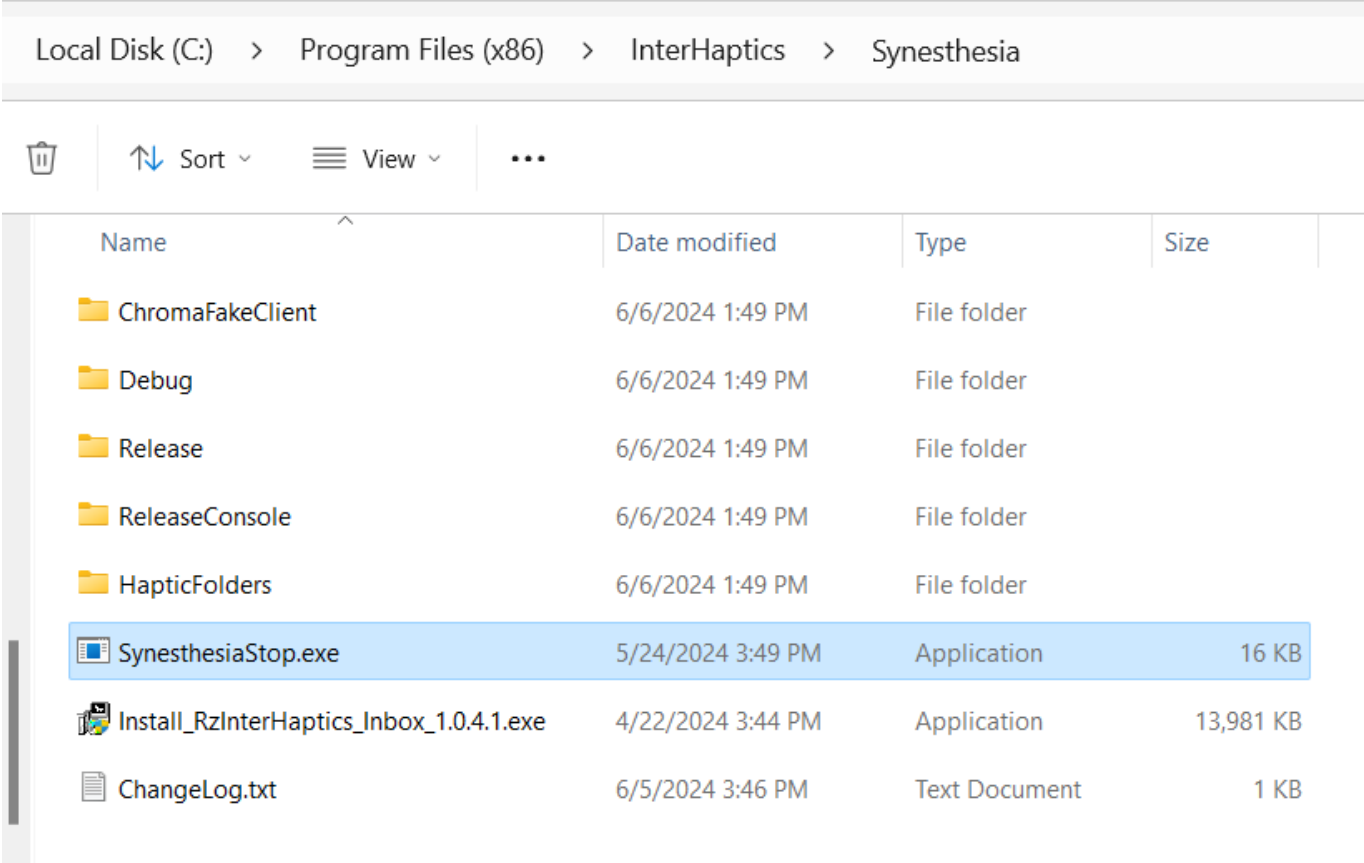 Local Disk (C:) > Program Files (x86) > InterHaptics > Synesthesia
Sort View ...
Name Date modified Type Size
ChromaFakeClient 6/6/2024 1:49 PM File folder
Debug 6/6/2024 1:49 PM File folder
Release 6/6/2024 1:49 PM File folder
ReleaseConsole 6/6/2024 1:49 PM File folder
HapticFolders 6/6/2024 1:49 PM File folder
SynesthesiaStop.exe 5/24/2024 3:49 PM Application 16 KB
Install_RzInterHaptics_Inbox_1.0.4.1.exe 4/22/2024 3:44 PM Application 13,981 KB
ChangeLog.txt 6/5/2024 3:46 PM Text Document 1 KB